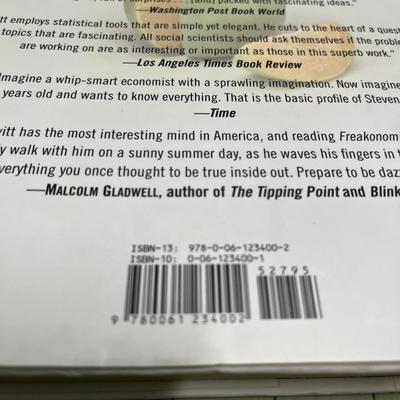 full of surprises . . . [and] packed with fascinating ideas."
—Washington Post Book World
tt employs statistical tools that are simple yet elegant. He cuts to the heart of a quest
topics that are fascinating. All social scientists should ask themselves if the proble
are working on are as interesting or important as those in this superb work."
—Los Angeles Times Book Review
Imagine a whip-smart economist with a sprawling imagination. Now imagine
years old and wants to know everything. That is the basic profile of Steven
—Time
vitt has the most interesting mind in America, and reading Freakonomi
y walk with him on a sunny summer day, as he waves his fingers in t
verything you once thought to be true inside out. Prepare to be daz
—MALCOLM GLADWELL, author of The Tipping Point and Blink
ISBN-13: 978-0-06-123400-2
ISBN-10: 0-06-123400-1
52795
9 780061 234002